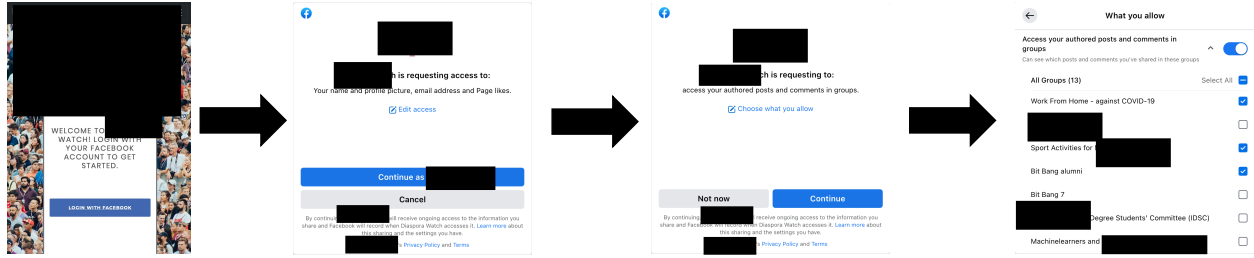 WELCOME TO
WATCH! LOGIN WITH
YOUR FACEBOOK
ACCOUNT TO GET
STARTED.
LOGIN WITH FACEBOOK
h is requesting access to:
Your name and profile picture, email address and Page likes.
Edit access
Continue as
Cancel
By continuing, will receive ongoing access to the information you
share and Facebook will record when Diaspora Watch accesses it. Learn more about
this sharing and the settings you have.
's Privacy Policy and Terms
ch is requesting to:
access your authored posts and comments in groups.
Choose what you allow
Not now
Continue
By continuing, receive ongoing access to the information you
share and Facebook will record when Diaspora Watch accesses it. Learn more about
this sharing and the settings you have.
's Privacy Policy and Terms
What you allow
Access your authored posts and comments in
groups
Can see which posts and comments you've shared in these groups
All Groups (13) Select All
Work From Home - against COVID-19
Sport Activities for
Bit Bang alumni
Bit Bang 7
Degree Students' Committee (IDSC)
Machinelearners and